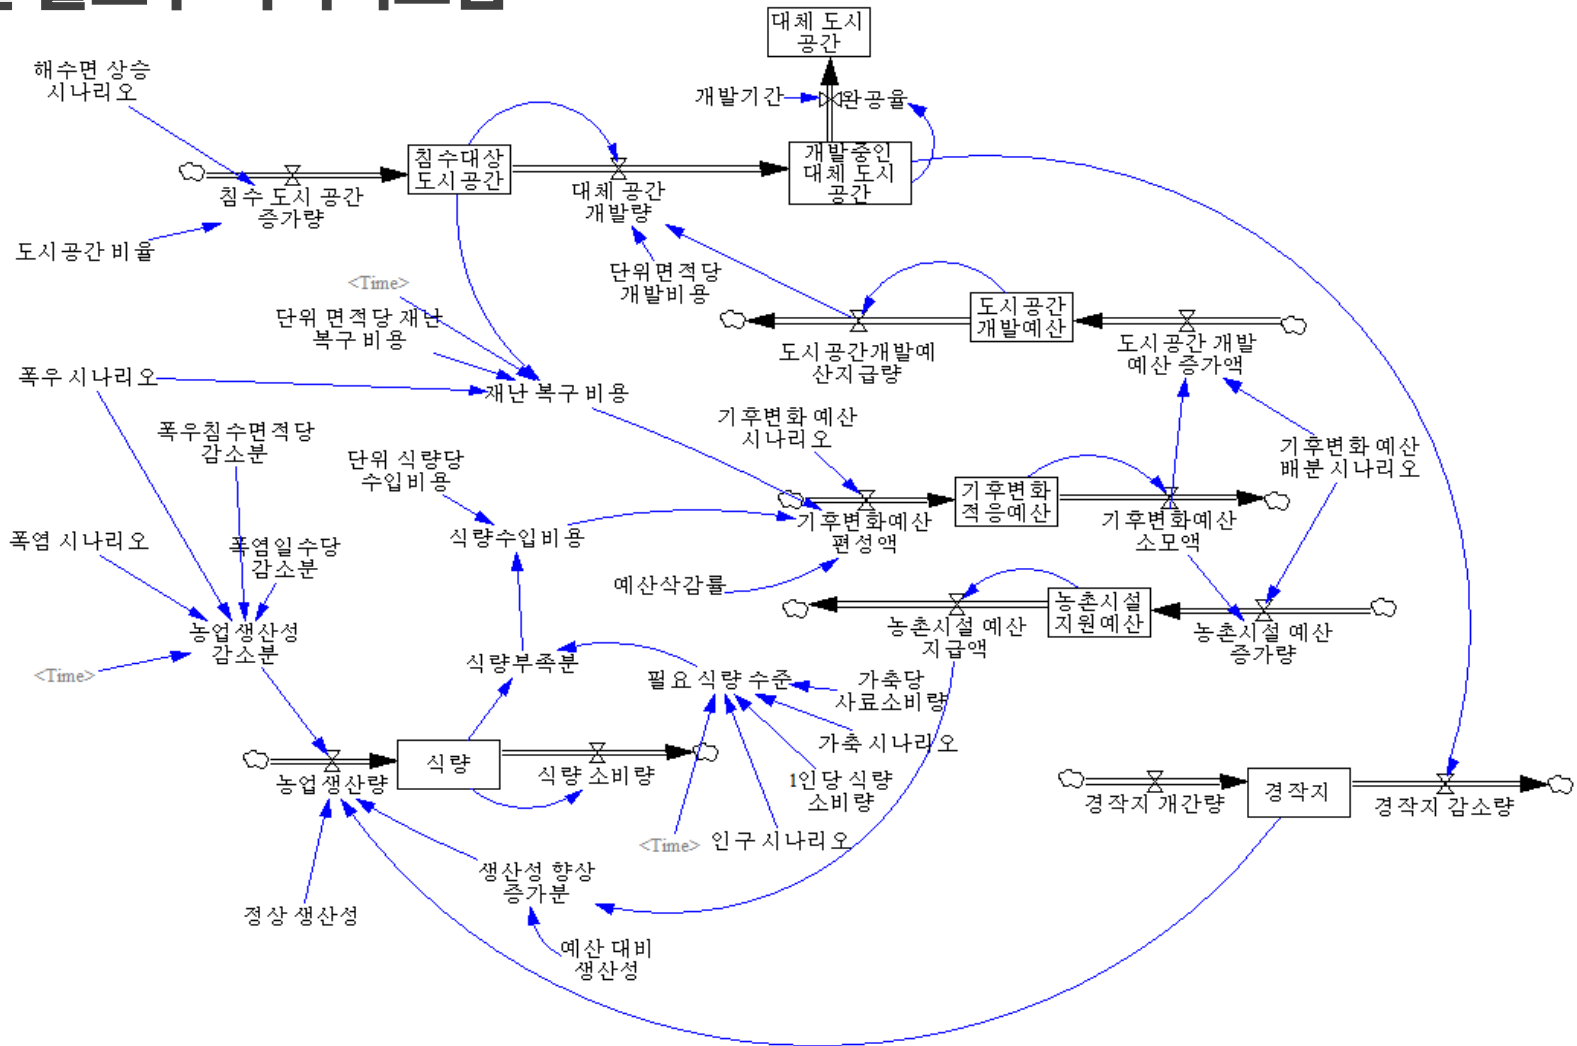 대체 도시
공간
해수면 상승
시나리오
개발기간
완공율
침수대상
도시공간
개발중인
대체 도시
공간
침수 도시 공간
증가량
대체 공간
개발량
도시공간 비율
단위면적당
개발비용
<Time>
단위 면적당 재난
복구 비용
도시공간
개발예산
도시공간개발예
산지급량
도시공간 개발
예산 증가액
폭우 시나리오
재난 복구 비용
기후변화 예산
시나리오
기후변화 예산
배분 시나리오
폭우침수면적당
감소분
단위 식량당
수입비용
기후변화
적응예산
기후변화예산
편성액
기후변화예산
소모액
식량수입비용
폭염 시나리오
폭염일수당
감소분
예산삭감률
농촌시설
지원예산
농촌시설 예산
지급액
농촌시설 예산
증가량
농업 생산성
감소분
<Time>
식량부족분
필요 식량 수준
가축당
사료소비량
가축 시나리오
식량
농업 생산량
식량 소비량
1인당 식량
소비량
경작지 개간량
경작지
경작지 감소량
<Time>
인구 시나리오
생산성 향상
증가분
정상 생산성
예산 대비
생산성